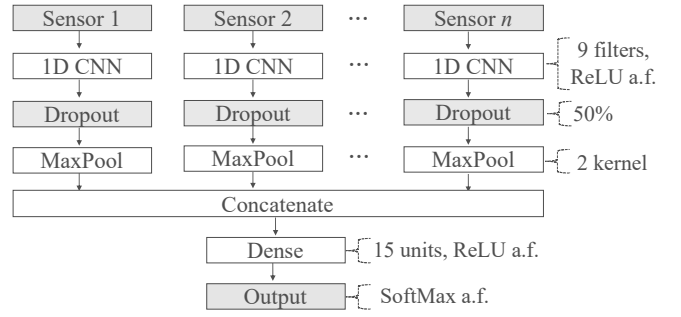 Sensor 1 Sensor 2 ... Sensor n
1D CNN 1D CNN ... 1D CNN 9 filters,
ReLU a.f.
Dropout Dropout ... Dropout 50%
MaxPool MaxPool ... MaxPool 2 kernel
Concatenate
Dense 15 units, ReLU a.f.
Output SoftMax a.f.